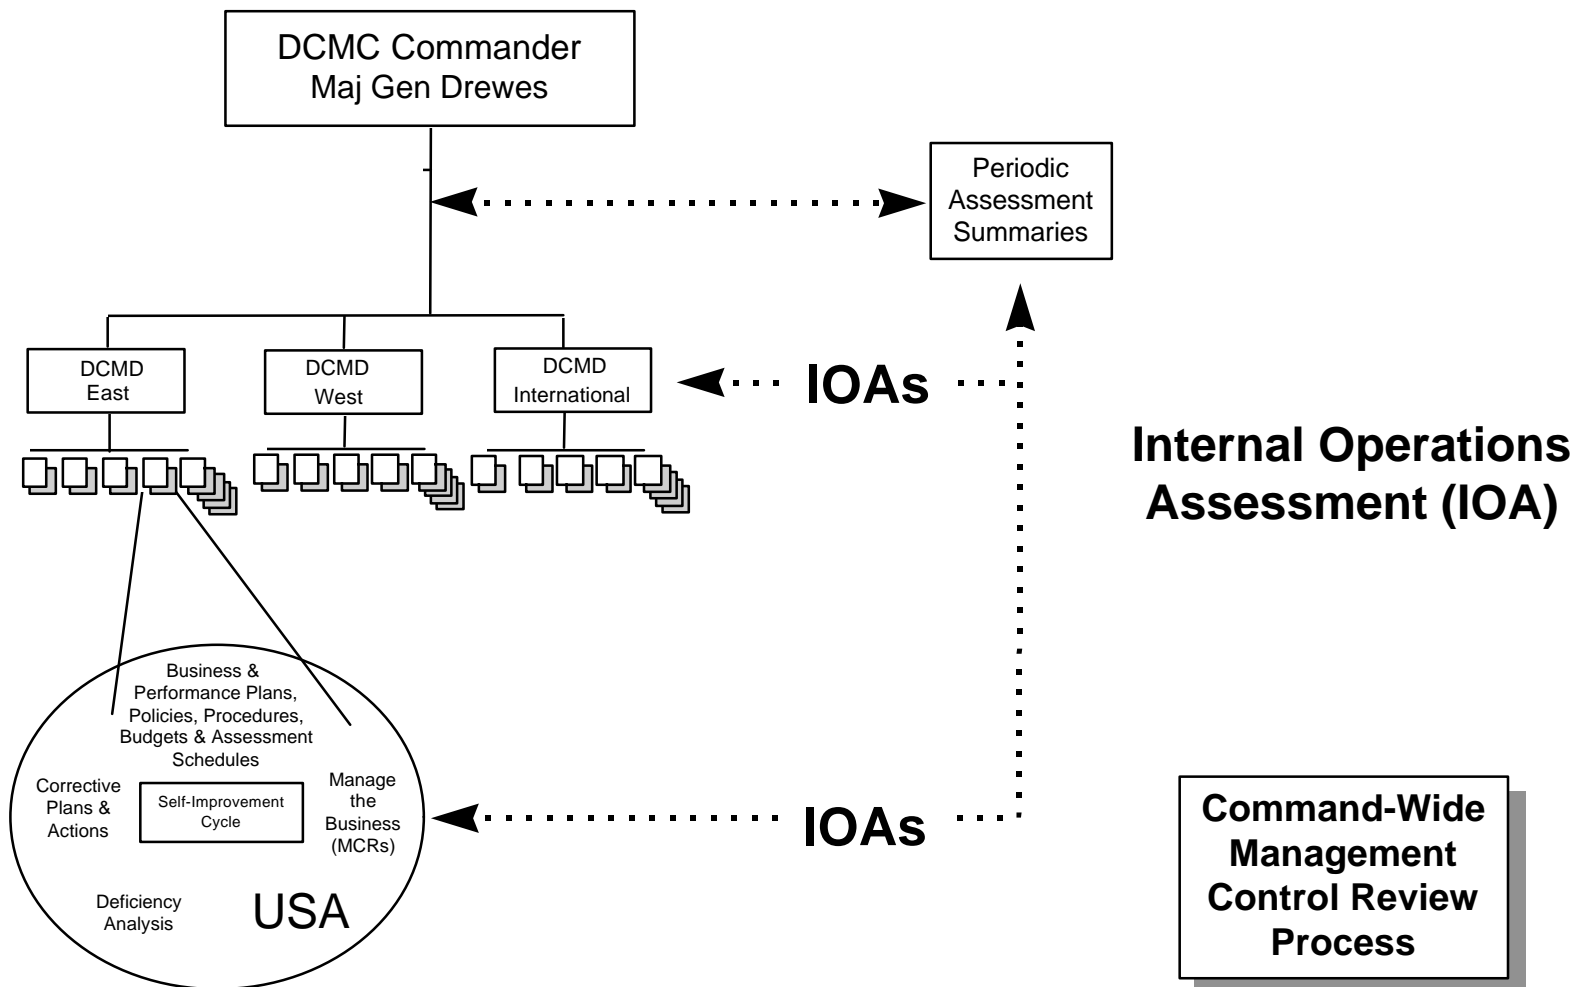 DCMC Commander
Maj Gen Drewes
Periodic
Assessment
Summaries
DCMD
East
DCMD
West
DCMD
International
IOAs
Internal Operations
Assessment (IOA)
Business &
Performance Plans,
Policies, Procedures,
Budgets & Assessment
Schedules
Corrective
Plans &
Actions
Self-Improvement
Cycle
Manage
the
Business
(MCRs)
Deficiency
Analysis
USA
IOAs
Command-Wide
Management
Control Review
Process